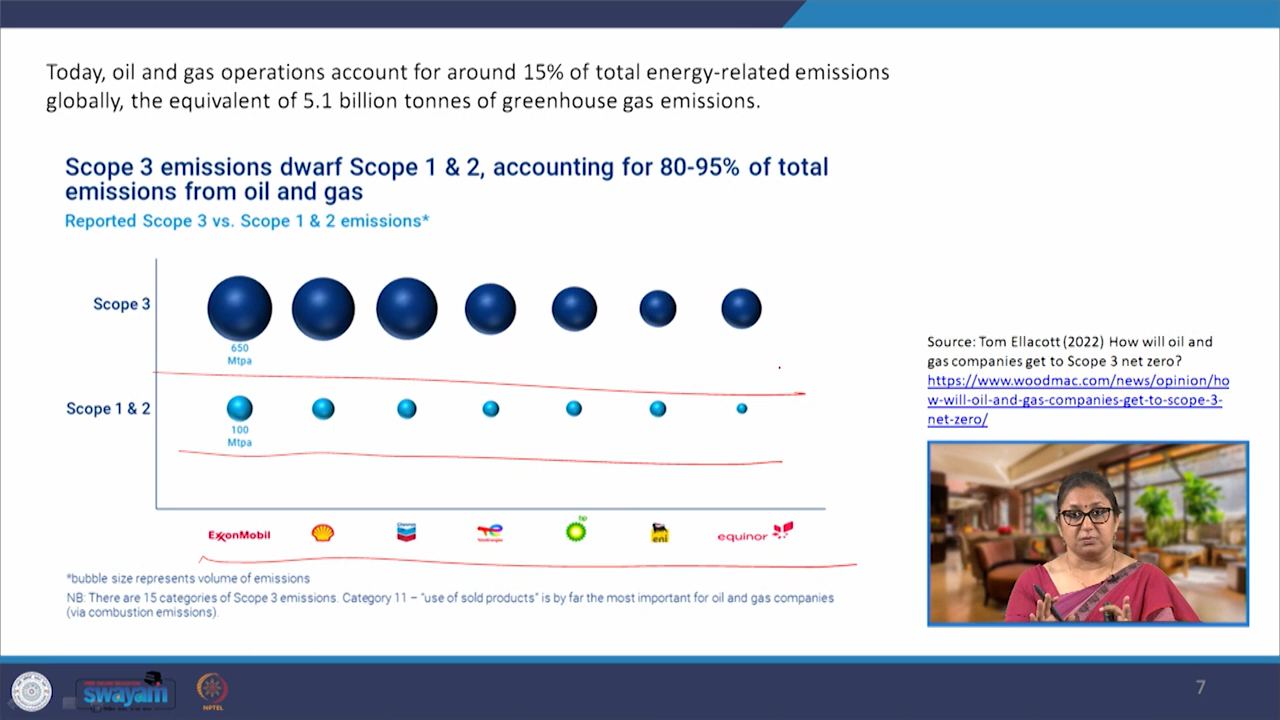 Today, oil and gas operations account for around 15% of total energy-related emissions
globally, the equivalent of 5.1 billion tonnes of greenhouse gas emissions.
Scope 3 emissions dwarf Scope 1 & 2, accounting for 80-95% of total
emissions from oil and gas
Reported Scope 3 vs. Scope 1 & 2 emissions*
Scope 3
650
Mtpa
Scope 1 & 2
100
Mtpa
ExxonMobil
Chevron
TotalEnergies
bp
eni
equinor
*bubble size represents volume of emissions
NB: There are 15 categories of Scope 3 emissions. Category 11 – "use of sold products" is by far the most important for oil and gas companies
(via combustion emissions).
Source: Tom Ellacott (2022) How will oil and
gas companies get to Scope 3 net zero?
https://www.woodmac.com/news/opinion/ho
w-will-oil-and-gas-companies-get-to-scope-3-
net-zero/
swayam
NPTEL
7